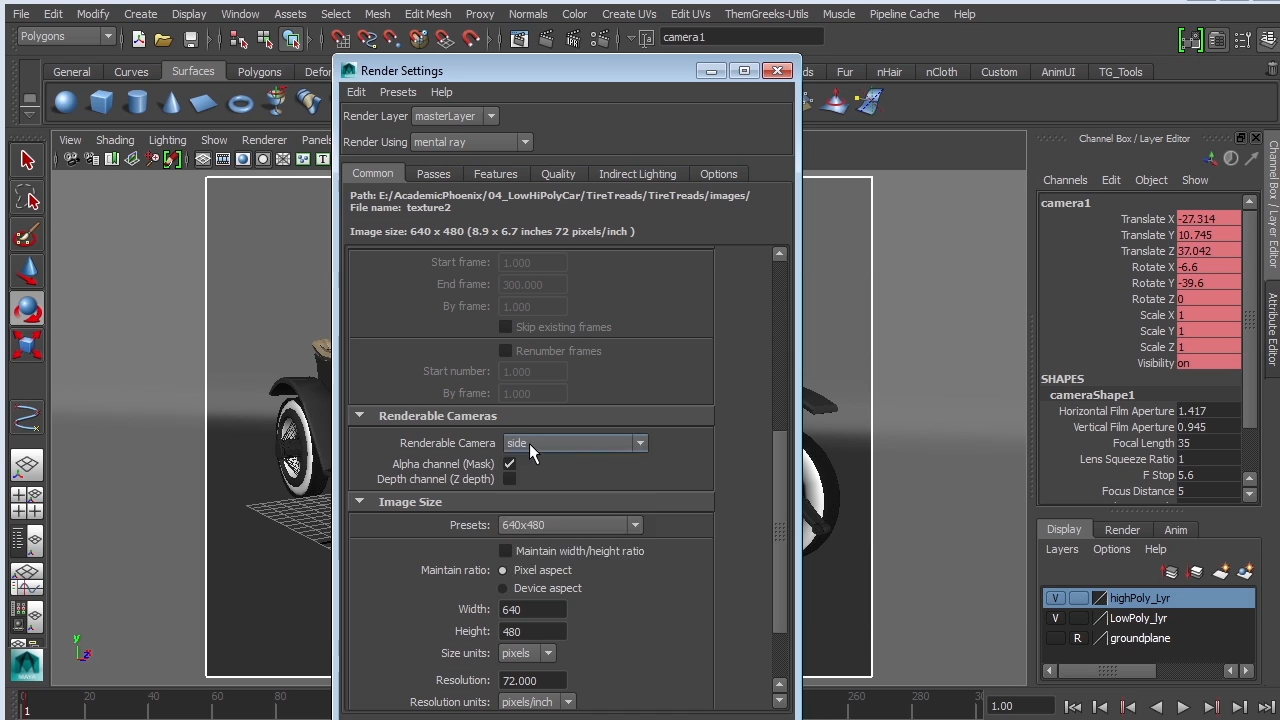 File Edit Modify Create Display Window Assets Select Mesh Edit Mesh Proxy Normals Color Create UVs Edit UVs ThemGreeks-Utils Muscle Pipeline Cache Help
Polygons
camera1
General Curves Surfaces Polygons Defor
ds Fur nHair nCloth Custom AnimUI TG_Tools
View Shading Lighting Show Renderer Panels
Render Settings
Edit Presets Help
Render Layer masterLayer
Render Using mental ray
Common Passes Features Quality Indirect Lighting Options
Path: E:/AcademicPhoenix/04_LowHiPolyCar/TireTreads/TireTreads/images/
File name: texture2
Image size: 640 x 480 (8.9 x 6.7 inches 72 pixels/inch )
Start frame: 1.000
End frame: 300.000
By frame: 1.000
Skip existing frames
Renumber frames
Start number: 1.000
By frame: 1.000
Renderable Cameras
Renderable Camera side
Alpha channel (Mask)
Depth channel (Z depth)
Image Size
Presets: 640x480
Maintain width/height ratio
Maintain ratio: Pixel aspect
Device aspect
Width: 640
Height: 480
Size units: pixels
Resolution: 72.000
Resolution units: pixels/inch
Channel Box / Layer Editor
Channels Edit Object Show
camera1
Translate X -27.314
Translate Y 10.745
Translate Z 37.042
Rotate X -6.6
Rotate Y -39.6
Rotate Z 0
Scale X 1
Scale Y 1
Scale Z 1
Visibility on
SHAPES
cameraShape1
Horizontal Film Aperture 1.417
Vertical Film Aperture 0.945
Focal Length 35
Lens Squeeze Ratio 1
F Stop 5.6
Focus Distance 5
Display Render Anim
Layers Options Help
V highPoly_Lyr
V LowPoly_lyr
R groundplane
Channel Box / Layer Editor
Attribute Editor
y
z
20 40 60 80 260 280
1
1.00